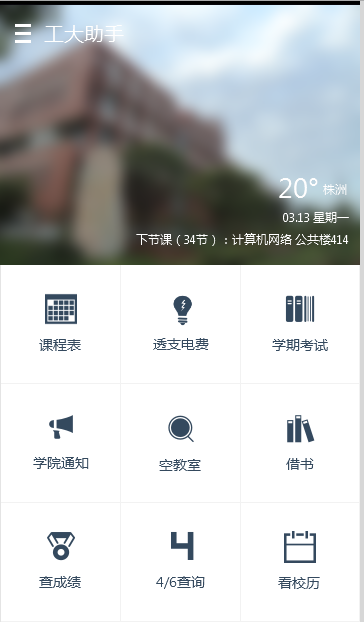 工大助手
20° 株洲
03.13 星期一
下节课（34节）：计算机网络 公共楼414
课程表 透支电费 学期考试
学院通知 空教室 借书
查成绩 4/6查询 看校历